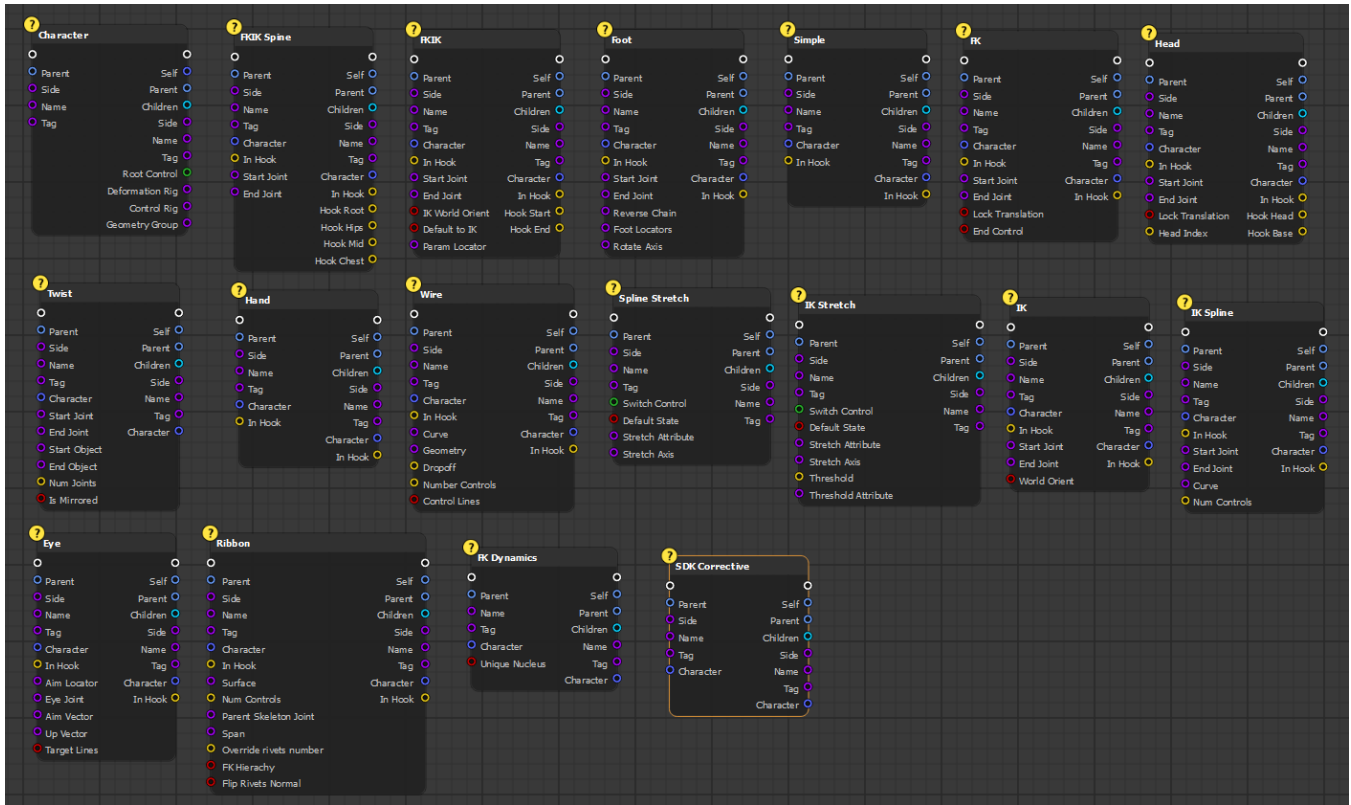 ?
Character
Parent Self
Side Parent
Name Children
Tag Side
Name
Tag
Root Control
Deformation Rig
Control Rig
Geometry Group
?
FKIK Spine
Parent Self
Side Parent
Name Children
Tag Side
Character Name
In Hook Tag
Start Joint Character
End Joint In Hook
Hook Root
Hook Hips
Hook Mid
Hook Chest
?
FKIK
Parent Self
Side Parent
Name Children
Tag Side
Character Name
In Hook Tag
Start Joint Character
End Joint In Hook
IK World Orient Hook Start
Default to IK Hook End
Param Locator
?
Foot
Parent Self
Side Parent
Name Children
Tag Side
Character Name
In Hook Tag
Start Joint Character
End Joint In Hook
Reverse Chain
Foot Locators
Rotate Axis
?
Simple
Parent Self
Side Parent
Name Children
Tag Side
Character Name
In Hook Tag
Character
In Hook
?
FK
Parent Self
Side Parent
Name Children
Tag Side
Character Name
In Hook Tag
Start Joint Character
End Joint In Hook
Lock Translation
End Control
?
Head
Parent Self
Side Parent
Name Children
Tag Side
Character Name
In Hook Tag
Start Joint Character
End Joint In Hook
Lock Translation Hook Head
Head Index Hook Base
?
Twist
Parent Self
Side Parent
Name Children
Tag Side
Character Name
Start Joint Tag
End Joint Character
Start Object
End Object
Num Joints
Is Mirrored
?
Hand
Parent Self
Side Parent
Name Children
Tag Side
Character Name
In Hook Tag
Character
In Hook
?
Wire
Parent Self
Side Parent
Name Children
Tag Side
Character Name
In Hook Tag
Curve Character
Geometry In Hook
Dropoff
Number Controls
Control Lines
?
Spline Stretch
Parent Self
Side Parent
Name Children
Tag Side
Switch Control Name
Default State Tag
Stretch Attribute
Stretch Axis
?
IK Stretch
Parent Self
Side Parent
Name Children
Tag Side
Switch Control Name
Default State Tag
Stretch Attribute
Stretch Axis
Threshold
Threshold Attribute
?
IK
Parent Self
Side Parent
Name Children
Tag Side
Character Name
In Hook Tag
Start Joint Character
End Joint In Hook
World Orient
?
IK Spline
Parent Self
Side Parent
Name Children
Tag Side
Character Name
In Hook Tag
Start Joint Character
End Joint In Hook
Curve
Num Controls
?
Eye
Parent Self
Side Parent
Name Children
Tag Side
Character Name
In Hook Tag
Aim Locator Character
Eye Joint In Hook
Aim Vector
Up Vector
Target Lines
?
Ribbon
Parent Self
Side Parent
Name Children
Tag Side
Character Name
In Hook Tag
Surface Character
Num Controls In Hook
Parent Skeleton Joint
Span
Override rivets number
FK Hierachy
Flip Rivets Normal
?
FK Dynamics
Parent Self
Name Parent
Tag Children
Character Name
Unique Nucleus Tag
Character
?
SDK Corrective
Parent Self
Side Parent
Name Children
Tag Side
Character Name
Tag
Character